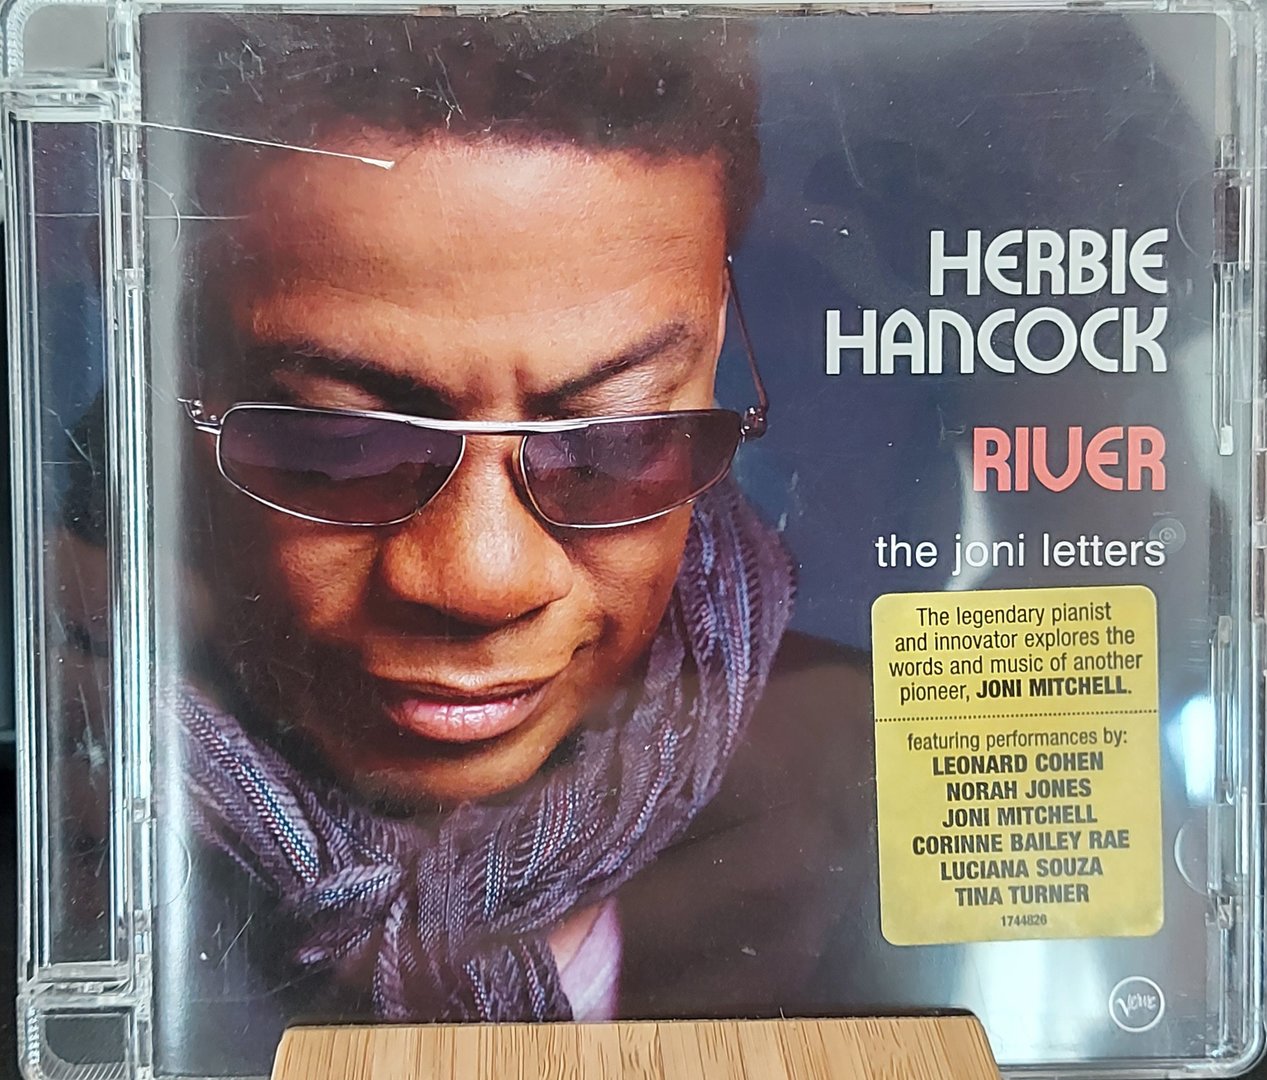 HERBIE
HANCOCK
RIVER
the joni letters
The legendary pianist
and innovator explores the
words and music of another
pioneer, JONI MITCHELL.
featuring performances by:
LEONARD COHEN
NORAH JONES
JONI MITCHELL
CORINNE BAILEY RAE
LUCIANA SOUZA
TINA TURNER
1744826
Verve